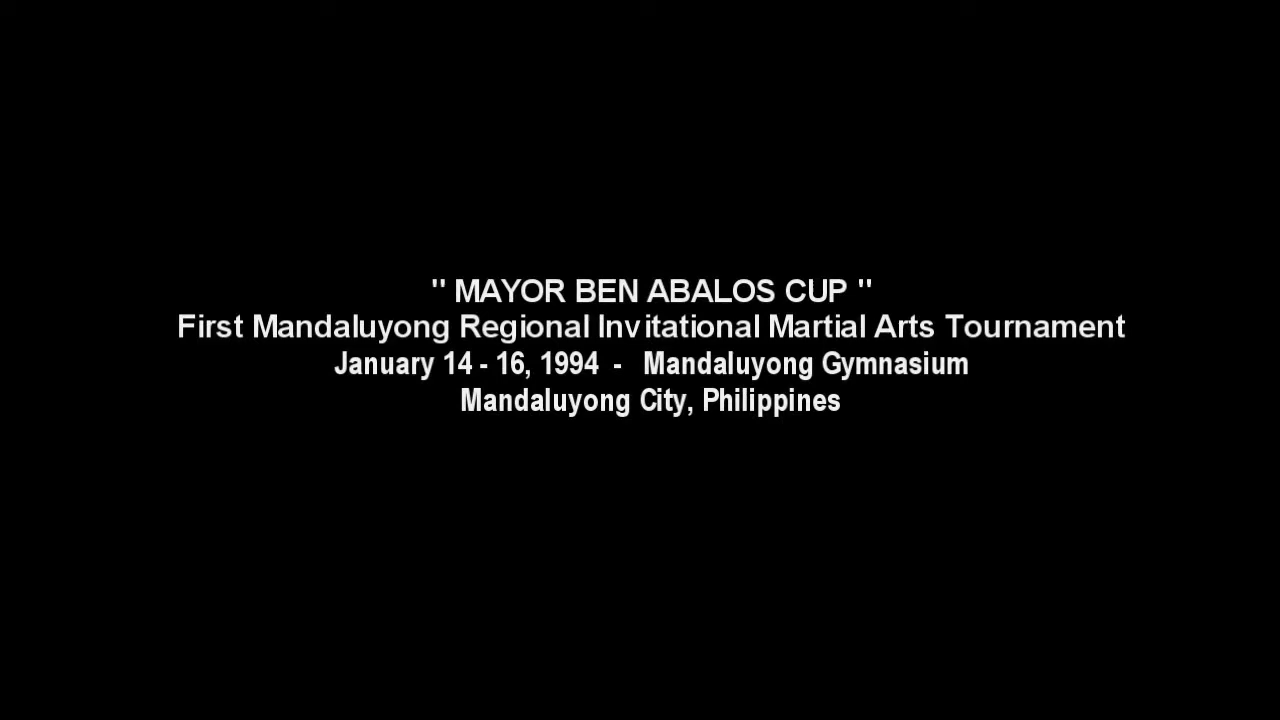 " MAYOR BEN ABALOS CUP "
First Mandaluyong Regional Invitational Martial Arts Tournament
January 14 - 16, 1994 - Mandaluyong Gymnasium
Mandaluyong City, Philippines